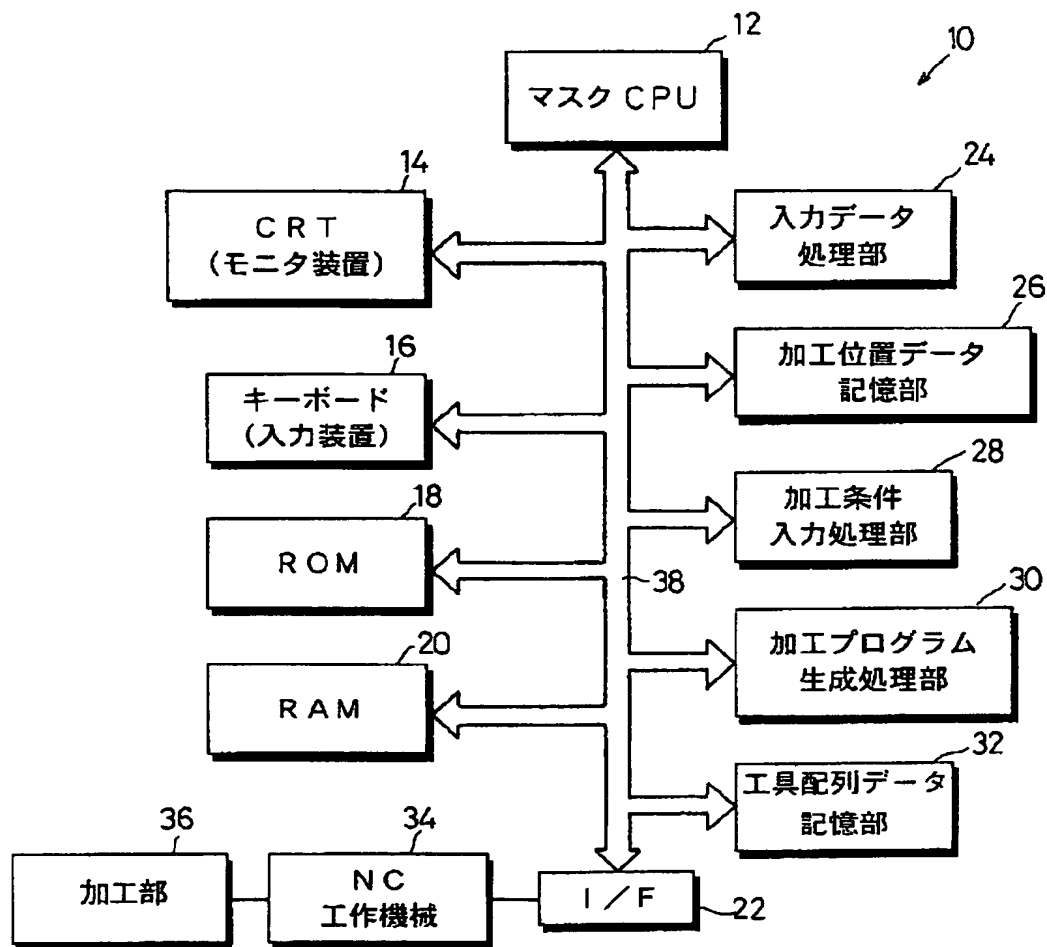 12
10
マスク CPU
14
24
CRT
(モニタ装置)
入力データ
処理部
26
16
加工位置データ
記憶部
キーボード
(入力装置)
28
18
加工条件
入力処理部
ROM
38
30
20
加工プログラム
生成処理部
RAM
32
工具配列データ
記憶部
36
34
加工部
NC
工作機械
I/F
22